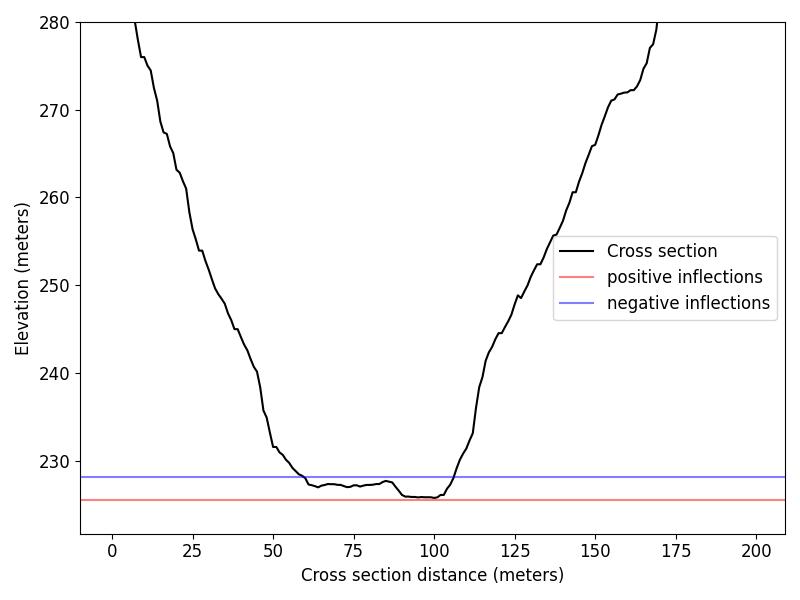 280
270
260
250
240
230
Elevation (meters)
Cross section
positive inflections
negative inflections
0 25 50 75 100 125 150 175 200
Cross section distance (meters)